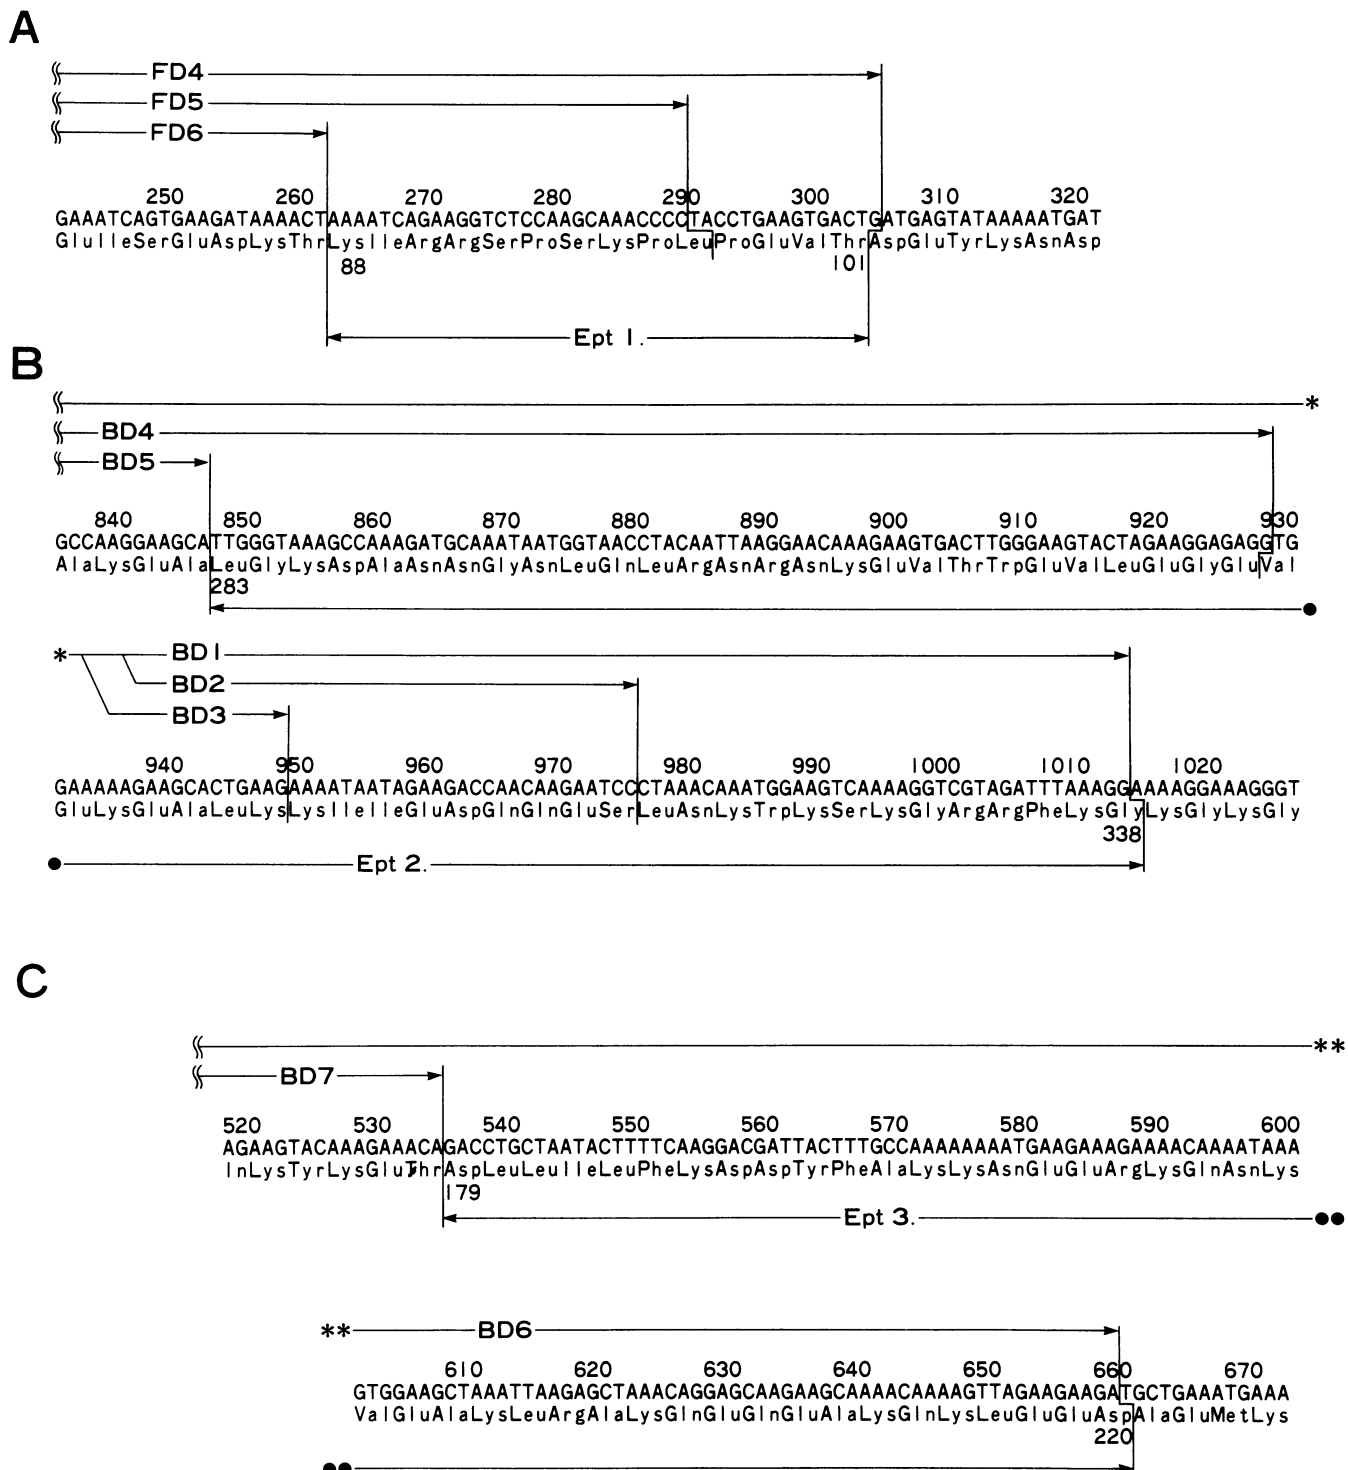 A
FD4
FD5
FD6
250 260 270 280 290 300 310 320
GAAATCAGTGAAGATAAAACTAAAATCAGAAGGTCTCCAAGCAAACCCCTACCTGAAGTGACTGATGAGTATAAAAATGAT
GluIleSerGluAspLysThrLysIleArgArgSerProSerLysProLeuProGluValThrAspGluTyrLysAsnAsp
88 101
Ept 1.
B
*
BD4
BD5
840 850 860 870 880 890 900 910 920 930
GCCAAGGAAGCATTGGGTAAAGCCAAAGATGCAAATAATGGTAACCTACAATTAAGGAACAAAGAAGTGACTTGGGAAGTACTAGAAGGAGAGGTG
AlaLysGluAlaLeuGlyLysAspAlaAsnAsnGlyAsnLeuGlnLeuArgAsnArgAsnLysGluValThrTrpGluValLeuGluGlyGluVal
283
●
* BD1
BD2
BD3
940 950 960 970 980 990 1000 1010 1020
GAAAAAGAAGCACTGAAGAAAATAATAGAAGACCAACAAGAATCCCTAAACAAATGGAAGTCAAAAGGTCGTAGATTTAAAGGAAAAGGAAAGGGT
GluLysGluAlaLeuLysLysIleIleGluAspGlnGlnGluSerLeuAsnLysTrpLysSerLysGlyArgArgPheLysGlyLysGlyLysGly
338
● Ept 2.
C
**
BD7
520 530 540 550 560 570 580 590 600
AGAAGTACAAAGAAACAGACCTGCTAATACTTTTCAAGGACGATTACTTTGCCAAAAAAAATGAAGAAAGAAAACAAAATAAA
lnLysTyrLysGluThrAspLeuLeuIleLeuPheLysAspAspTyrPheAlaLysLysAsnGluGluArgLysGlnAsnLys
179
Ept 3. ●●
** BD6
610 620 630 640 650 660 670
GTGGAAGCTAAATTAAGAGCTAAACAGGAGCAAGAAGCAAAACAAAAGTTAGAAGAAGATGCTGAAATGAAA
ValGluAlaLysLeuArgAlaLysGlnGluGlnGluAlaLysGlnLysLeuGluGluAspAlaGluMetLys
220
●●